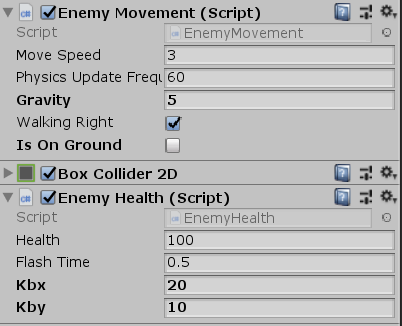 Enemy Movement (Script)
Script EnemyMovement
Move Speed 3
Physics Update Frequ 60
Gravity 5
Walking Right
Is On Ground
Box Collider 2D
Enemy Health (Script)
Script EnemyHealth
Health 100
Flash Time 0.5
Kbx 20
Kby 10